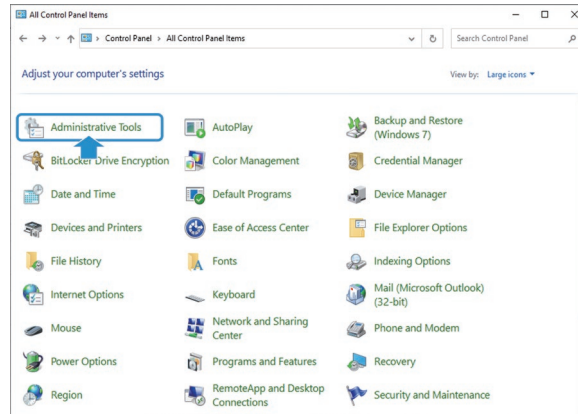 All Control Panel Items
Control Panel > All Control Panel Items
Search Control Panel
Adjust your computer's settings
View by: Large icons
Administrative Tools
AutoPlay
Backup and Restore
(Windows 7)
BitLocker Drive Encryption
Color Management
Credential Manager
Date and Time
Default Programs
Device Manager
Devices and Printers
Ease of Access Center
File Explorer Options
File History
Fonts
Indexing Options
Internet Options
Keyboard
Mail (Microsoft Outlook)
(32-bit)
Mouse
Network and Sharing
Center
Phone and Modem
Power Options
Programs and Features
Recovery
Region
RemoteApp and Desktop
Connections
Security and Maintenance